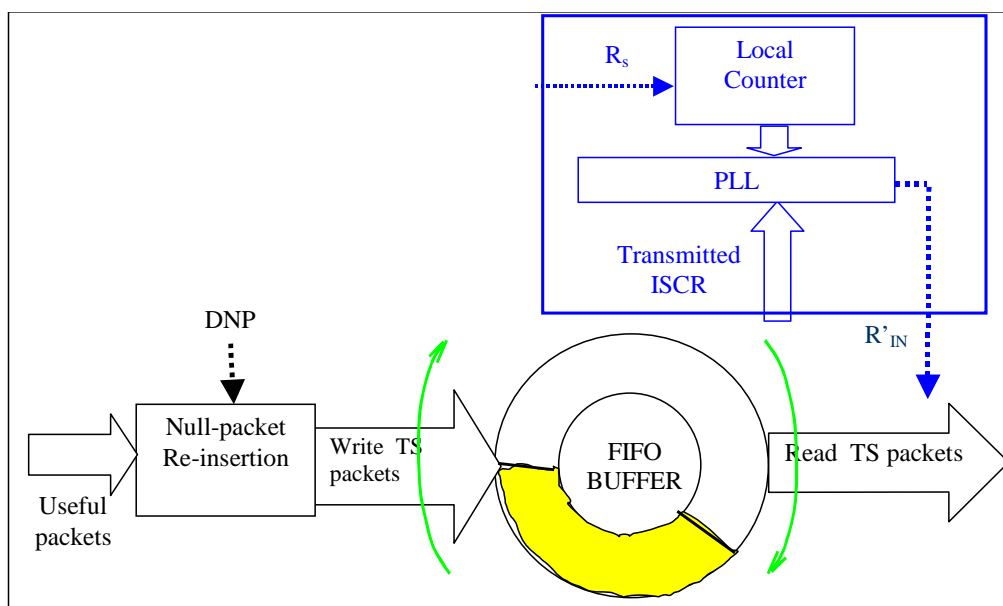 Local
Counter
Rs
PLL
Transmitted
ISCR
R’IN
DNP
Null-packet
Re-insertion
Useful
packets
Write TS
packets
FIFO
BUFFER
Read TS packets